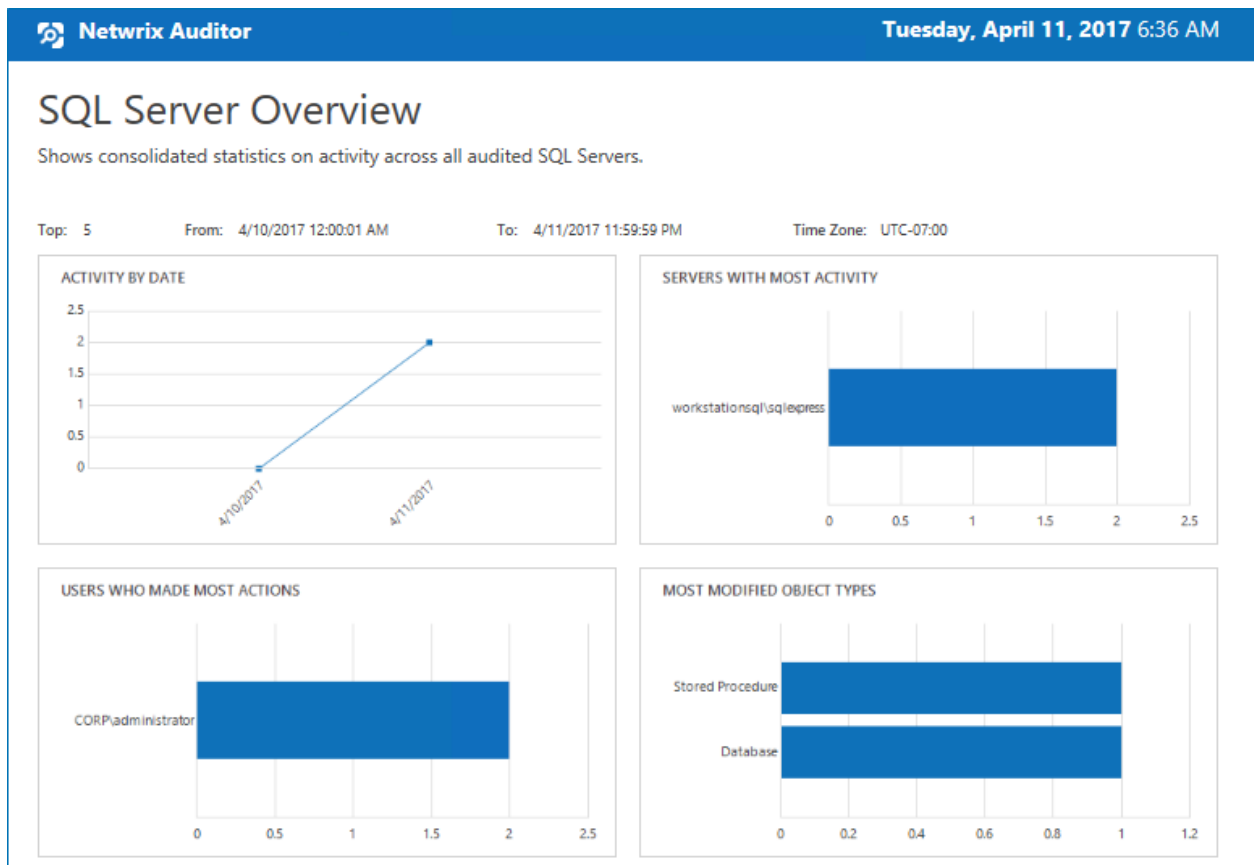 Netwrix Auditor
Tuesday, April 11, 2017 6:36 AM
SQL Server Overview
Shows consolidated statistics on activity across all audited SQL Servers.
Top: 5 From: 4/10/2017 12:00:01 AM To: 4/11/2017 11:59:59 PM Time Zone: UTC-07:00
ACTIVITY BY DATE
2.5
2
1.5
1
0.5
0
4/10/2017
4/11/2017
SERVERS WITH MOST ACTIVITY
workstationsql\sqlexpress
0 0.5 1 1.5 2 2.5
USERS WHO MADE MOST ACTIONS
CORP\administrator
0 0.5 1 1.5 2 2.5
MOST MODIFIED OBJECT TYPES
Stored Procedure
Database
0 0.2 0.4 0.6 0.8 1 1.2